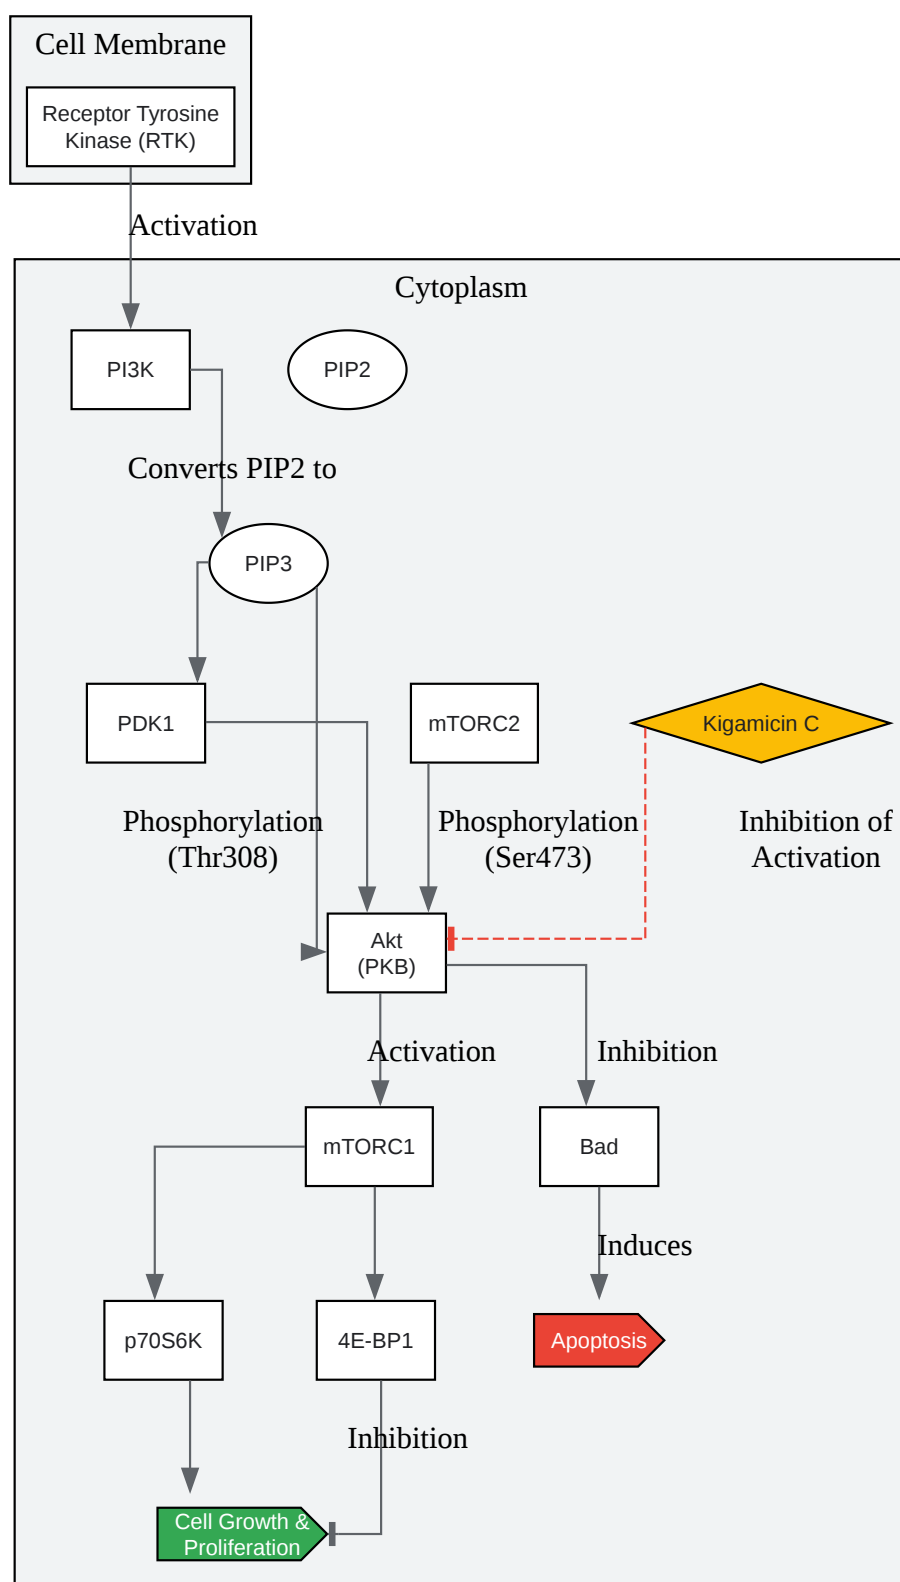 Cell Membrane
Receptor Tyrosine
Kinase (RTK)
Activation
Cytoplasm
PI3K
PIP2
Converts PIP2 to
PIP3
PDK1
mTORC2
Kigamicin C
Phosphorylation
(Thr308)
Phosphorylation
(Ser473)
Inhibition of
Activation
Akt
(PKB)
Activation
Inhibition
mTORC1
Bad
Induces
p70S6K
4E-BP1
Apoptosis
Inhibition
Cell Growth &
Proliferation